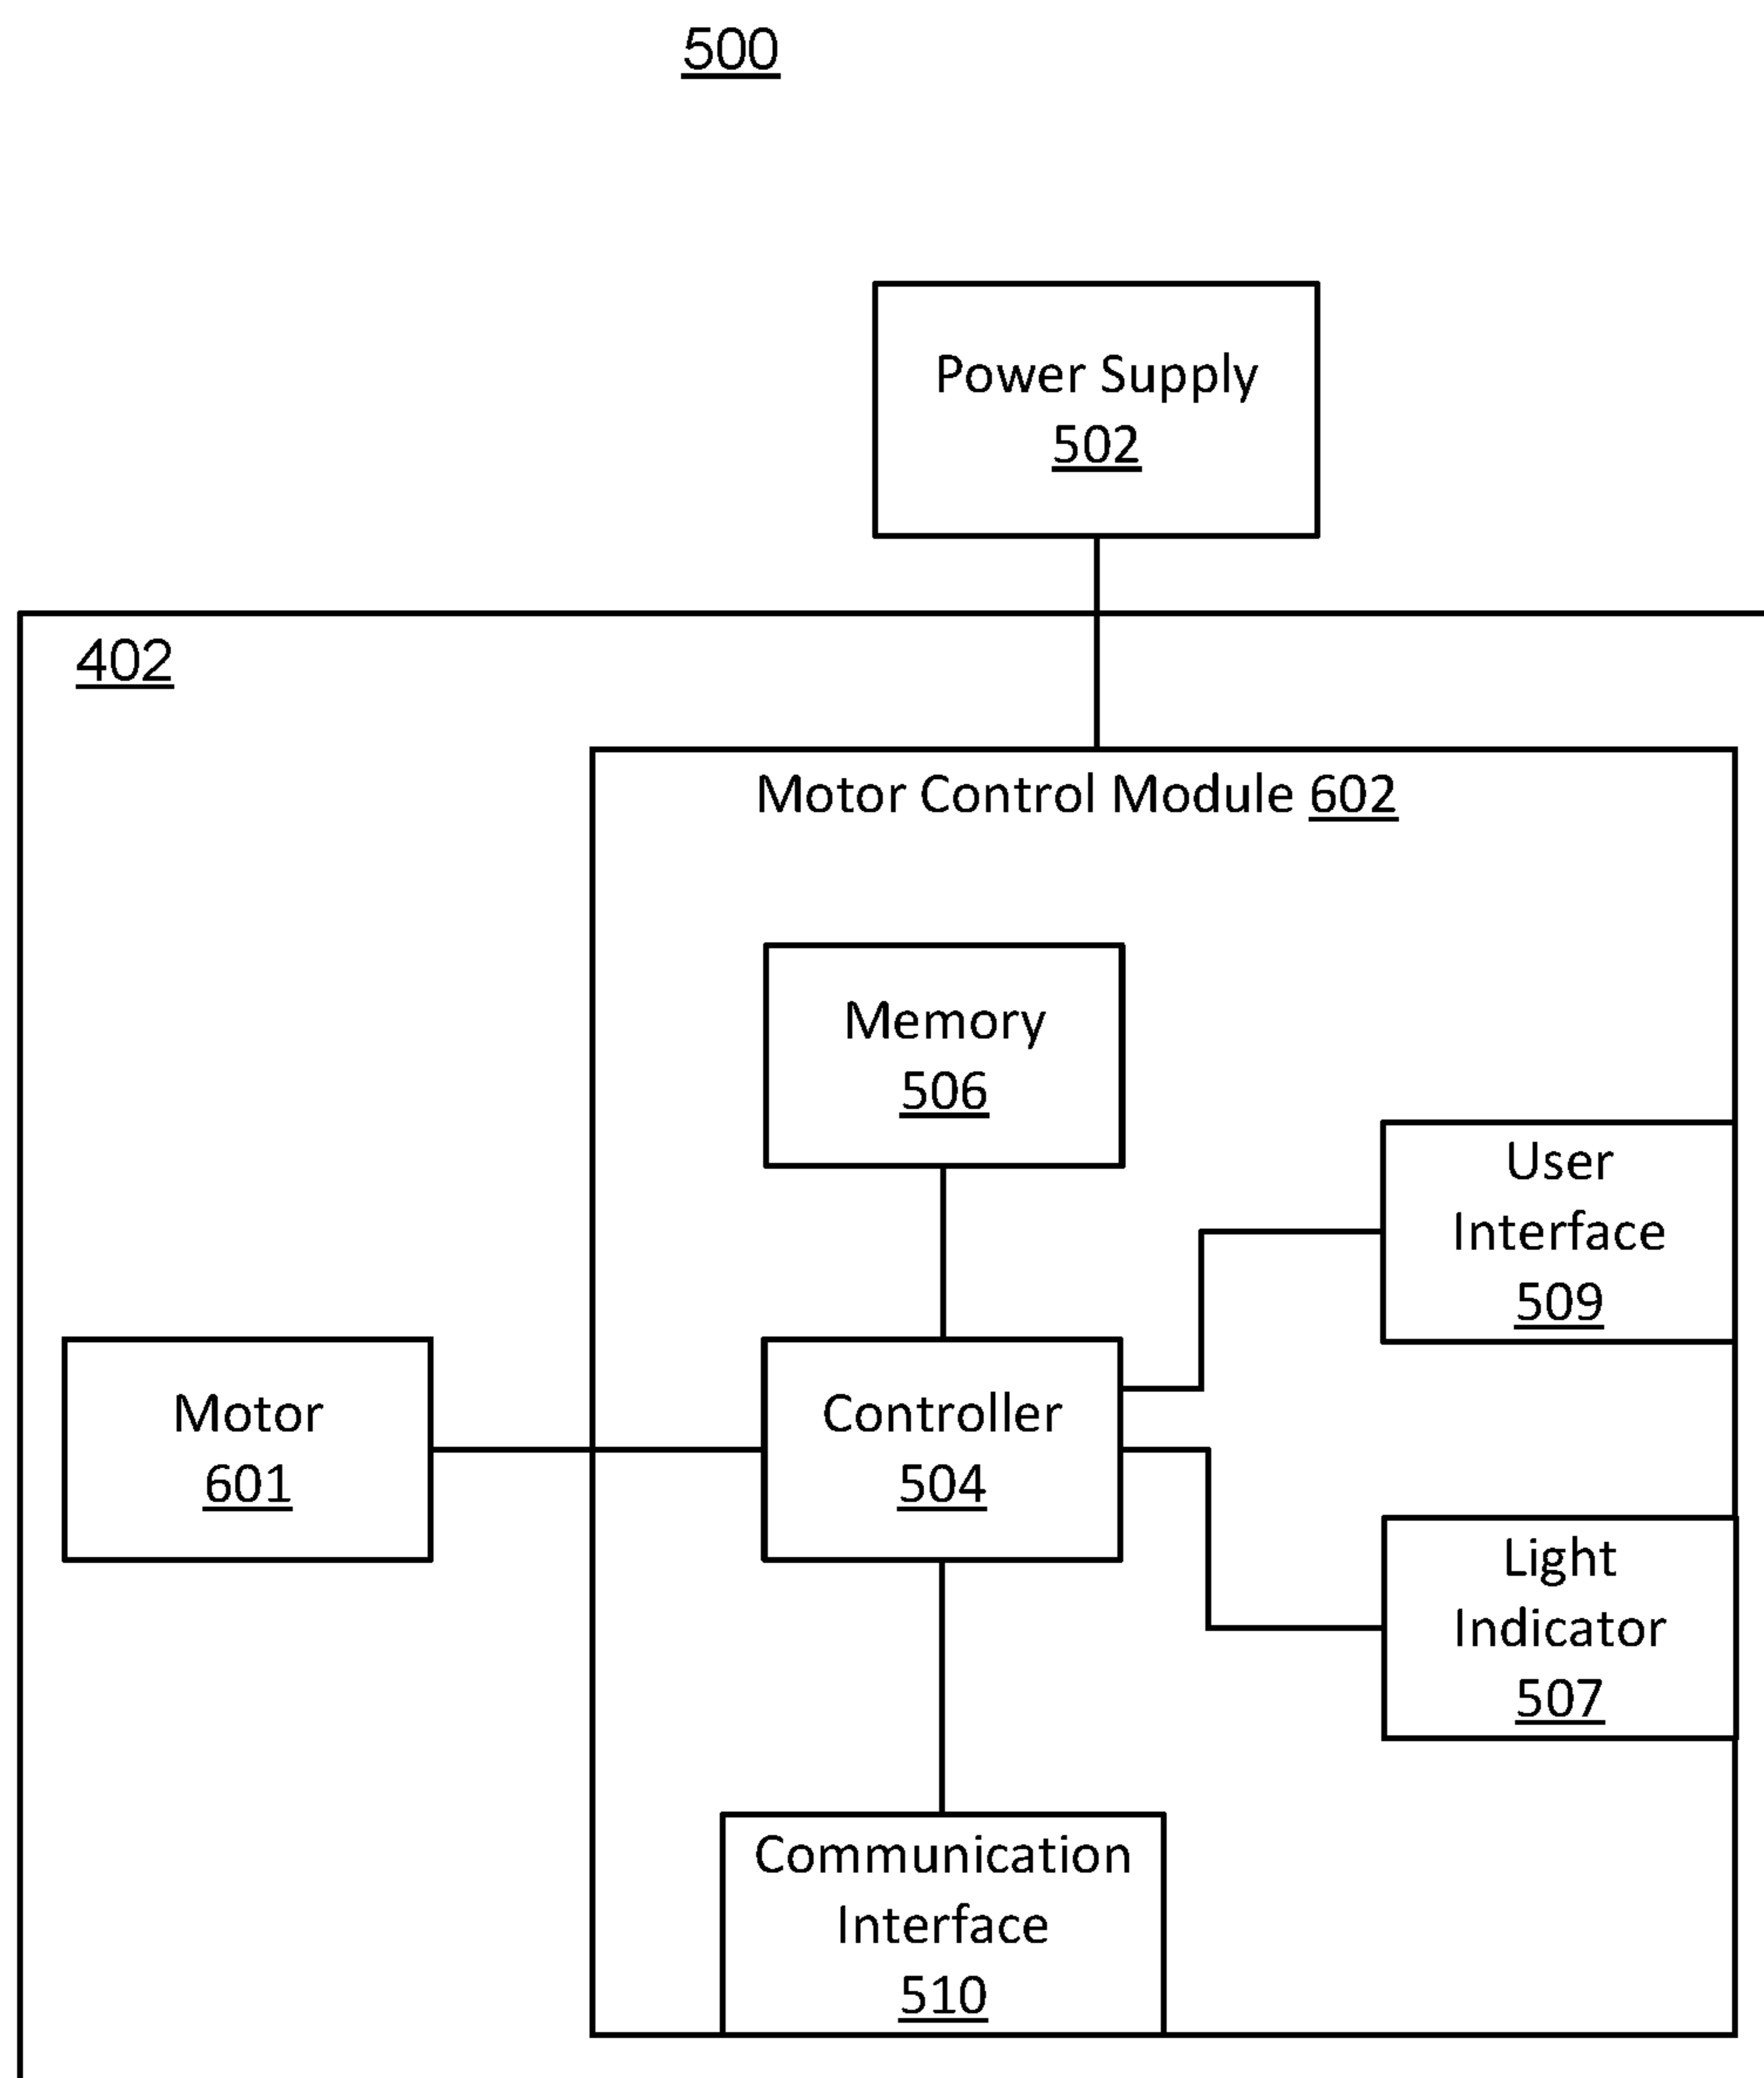 500
Power Supply
502
402
Motor Control Module 602
Memory
506
User
Interface
509
Motor
601
Controller
504
Light
Indicator
507
Communication
Interface
510